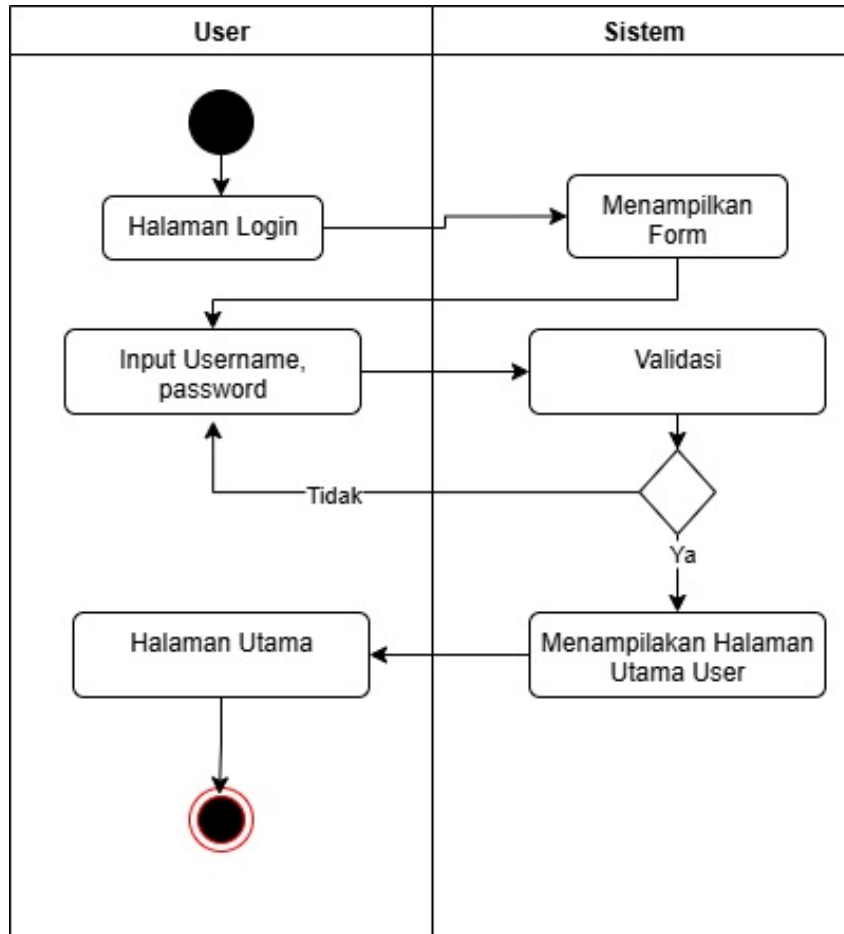 User
Sistem
Halaman Login
Menampilkan
Form
Input Username,
password
Validasi
Tidak
Ya
Halaman Utama
Menampilakan Halaman
Utama User